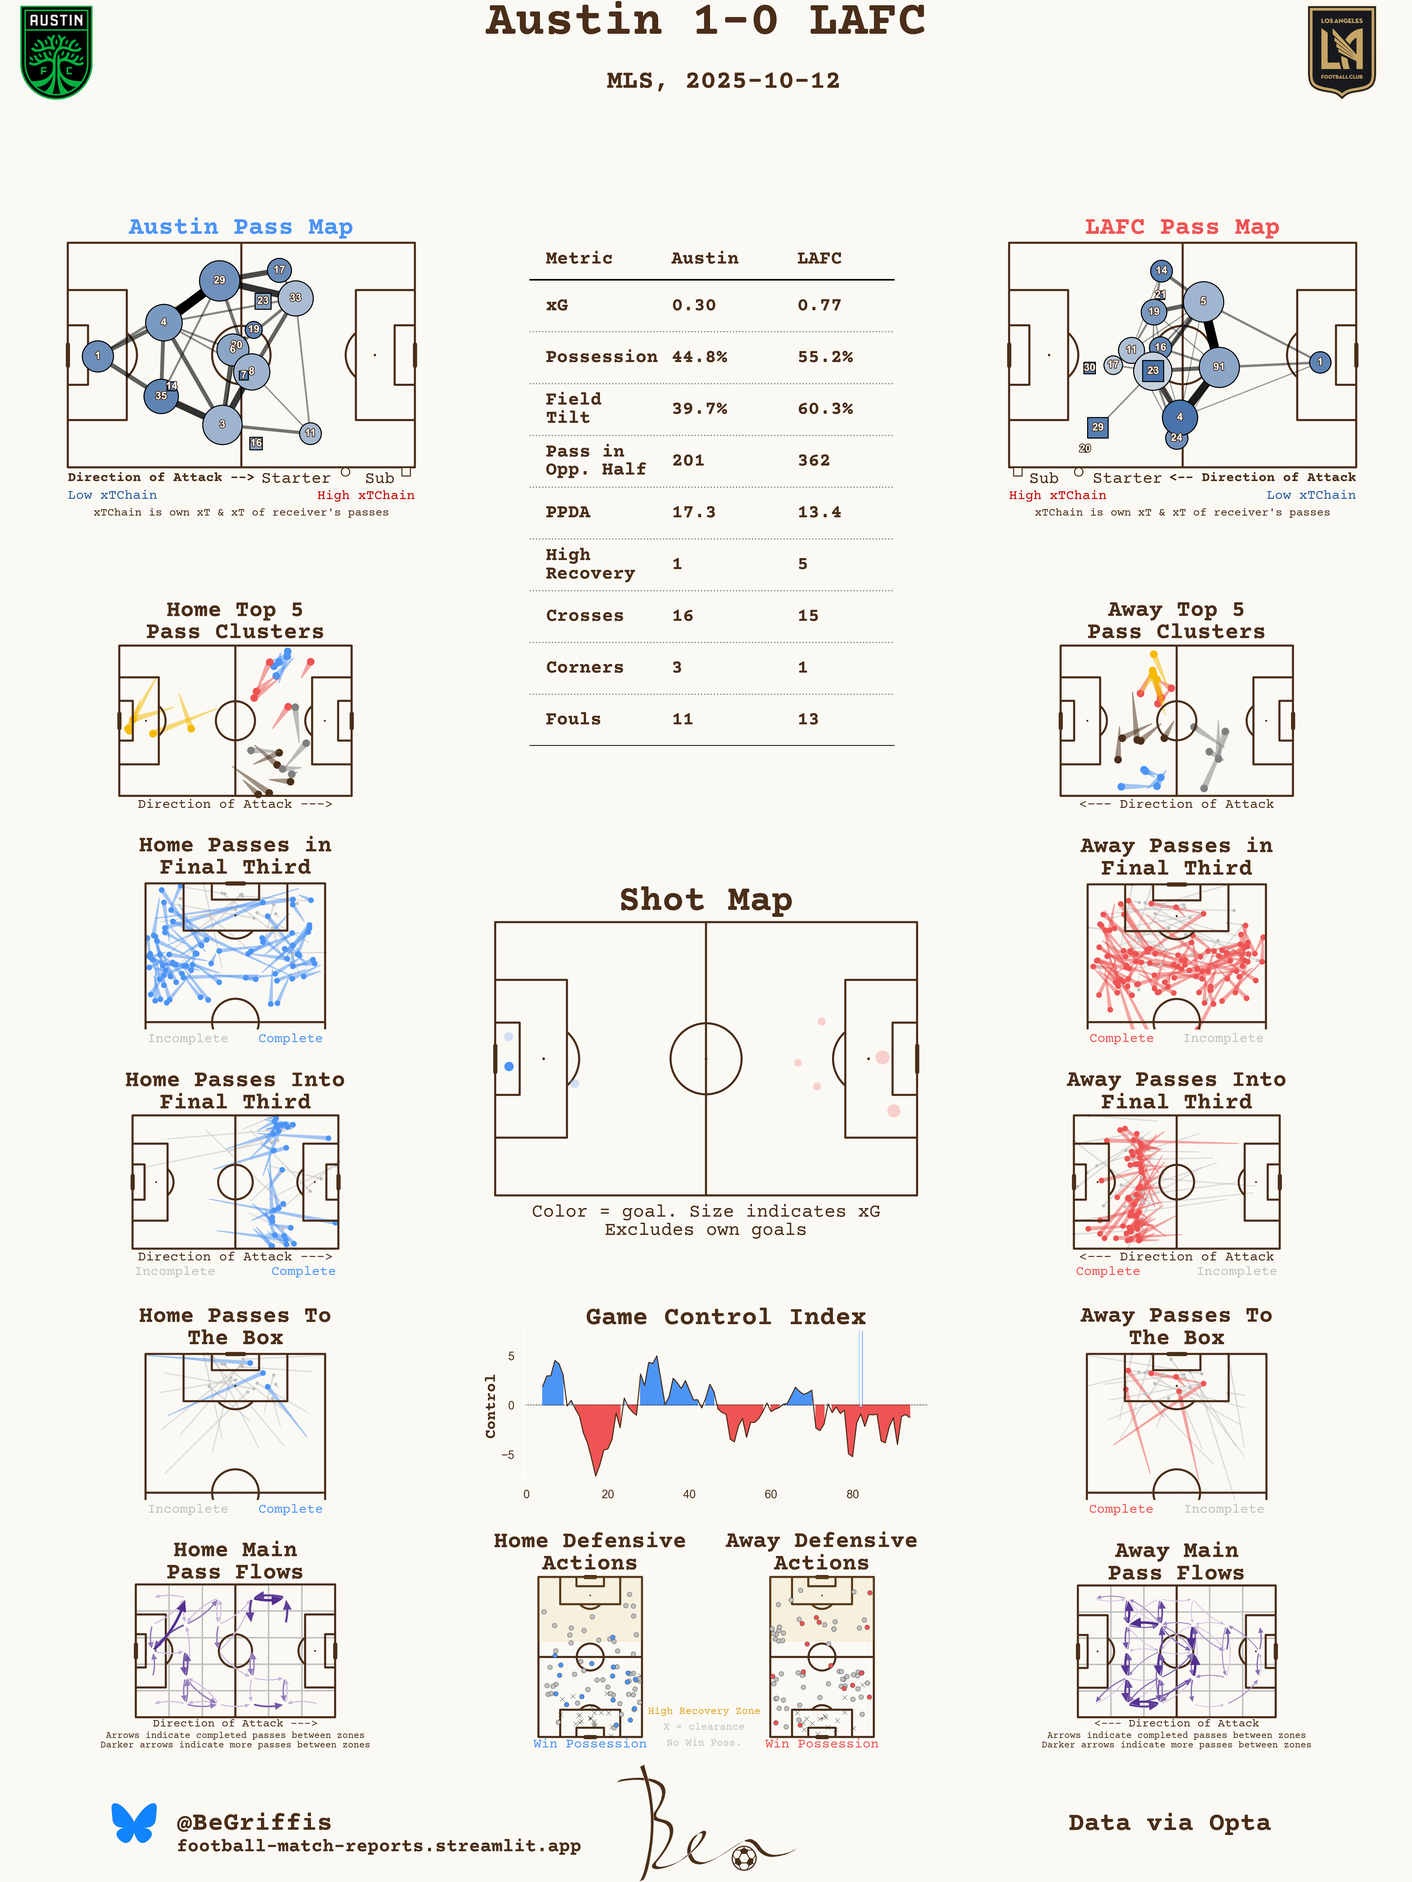 Austin 1-0 LAFC
MLS, 2025-10-12
AUSTIN
FC
LOS ANGELES
LA
FOOTBALL CLUB
Austin Pass Map
29
17
33
23
4
19
20
6
1
8
7
14
35
3
11
16
Direction of Attack --> Starter Sub
Low xTChain High xTChain
xTChain is own xT & xT of receiver's passes
Metric Austin LAFC
xG 0.30 0.77
Possession 44.8% 55.2%
Field
Tilt 39.7% 60.3%
Pass in
Opp. Half 201 362
PPDA 17.3 13.4
High
Recovery 1 5
Crosses 16 15
Corners 3 1
Fouls 11 13
LAFC Pass Map
14
21
5
19
11
16
17
30
23
91
1
4
29
24
20
Sub Starter <-- Direction of Attack
High xTChain Low xTChain
xTChain is own xT & xT of receiver's passes
Home Top 5
Pass Clusters
Direction of Attack --->
Away Top 5
Pass Clusters
<--- Direction of Attack
Home Passes in
Final Third
Incomplete Complete
Away Passes in
Final Third
Complete Incomplete
Shot Map
Color = goal. Size indicates xG
Excludes own goals
Home Passes Into
Final Third
Direction of Attack --->
Incomplete Complete
Away Passes Into
Final Third
<--- Direction of Attack
Complete Incomplete
Home Passes To
The Box
Incomplete Complete
Game Control Index
Control
5
0
−5
0 20 40 60 80
Away Passes To
The Box
Complete Incomplete
Home Main
Pass Flows
Direction of Attack --->
Arrows indicate completed passes between zones
Darker arrows indicate more passes between zones
Home Defensive
Actions
Win Possession
High Recovery Zone
X = clearance
No Win Poss.
Away Defensive
Actions
Win Possession
Away Main
Pass Flows
<--- Direction of Attack
Arrows indicate completed passes between zones
Darker arrows indicate more passes between zones
@BeGriffis
football-match-reports.streamlit.app
Ben
Data via Opta